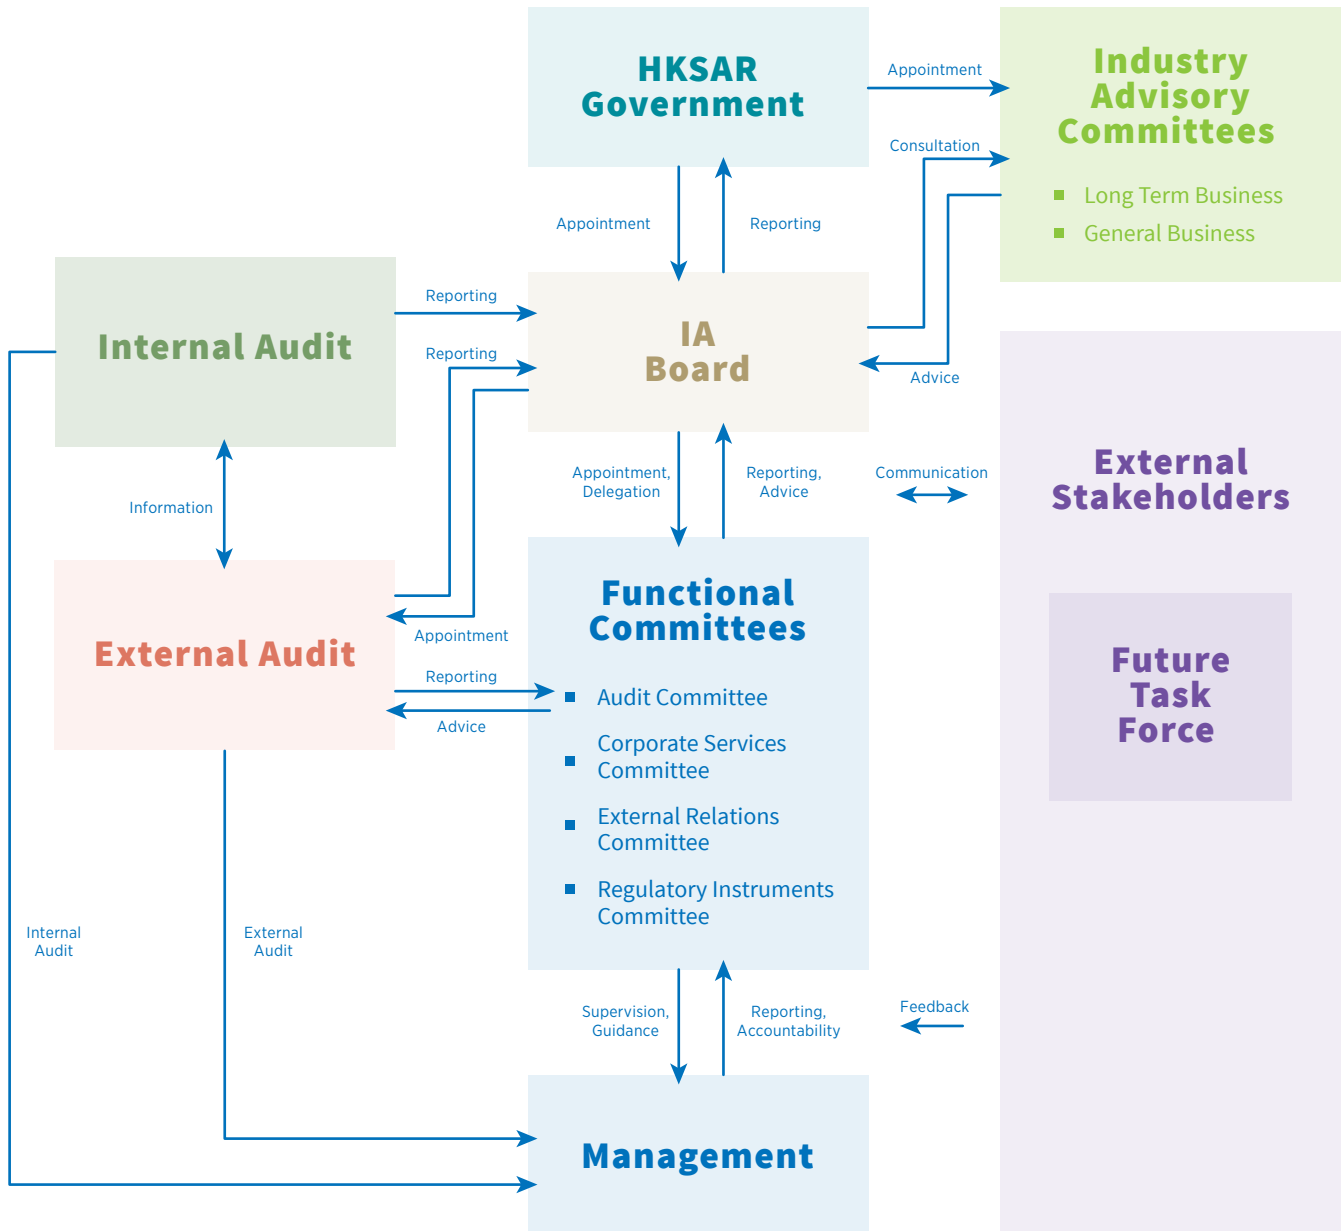 HKSAR
Government
Appointment
Industry
Advisory
Committees
Long Term Business
General Business
Consultation
Advice
Appointment
Reporting
Internal Audit
Reporting
Reporting
IA
Board
Information
Appointment,
Delegation
Reporting,
Advice
Communication
External
Stakeholders
Future
Task
Force
External Audit
Appointment
Reporting
Advice
Functional
Committees
Audit Committee
Corporate Services
Committee
External Relations
Committee
Regulatory Instruments
Committee
Internal
Audit
External
Audit
Supervision,
Guidance
Reporting,
Accountability
Feedback
Management